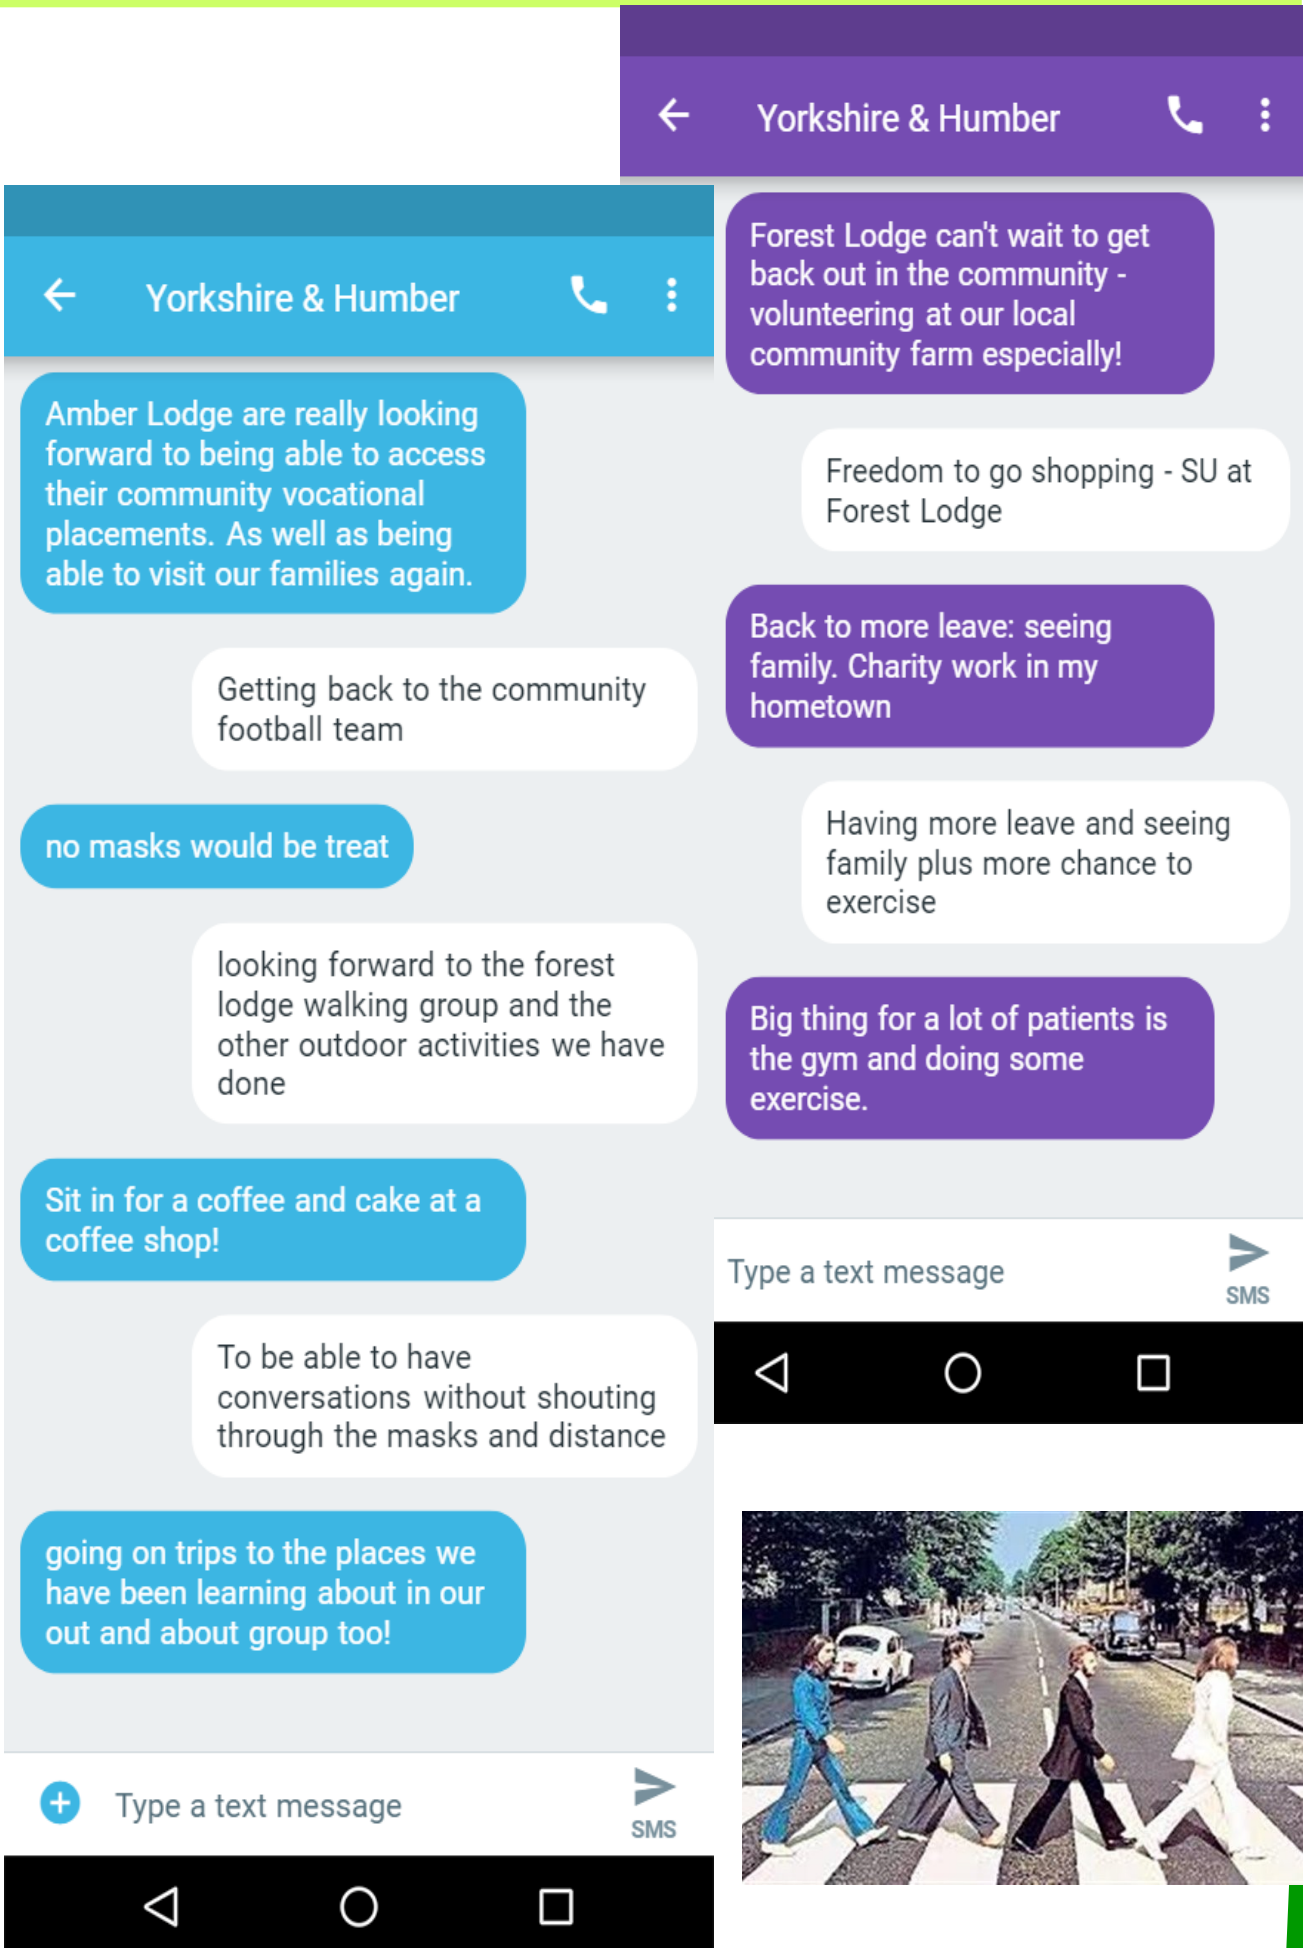 Yorkshire & Humber
Amber Lodge are really looking
forward to being able to access
their community vocational
placements. As well as being
able to visit our families again.
Getting back to the community
football team
no masks would be treat
looking forward to the forest
lodge walking group and the
other outdoor activities we have
done
Sit in for a coffee and cake at a
coffee shop!
To be able to have
conversations without shouting
through the masks and distance
going on trips to the places we
have been learning about in our
out and about group too!
Type a text message
SMS
Yorkshire & Humber
Forest Lodge can't wait to get
back out in the community -
volunteering at our local
community farm especially!
Freedom to go shopping - SU at
Forest Lodge
Back to more leave: seeing
family. Charity work in my
hometown
Having more leave and seeing
family plus more chance to
exercise
Big thing for a lot of patients is
the gym and doing some
exercise.
Type a text message
SMS